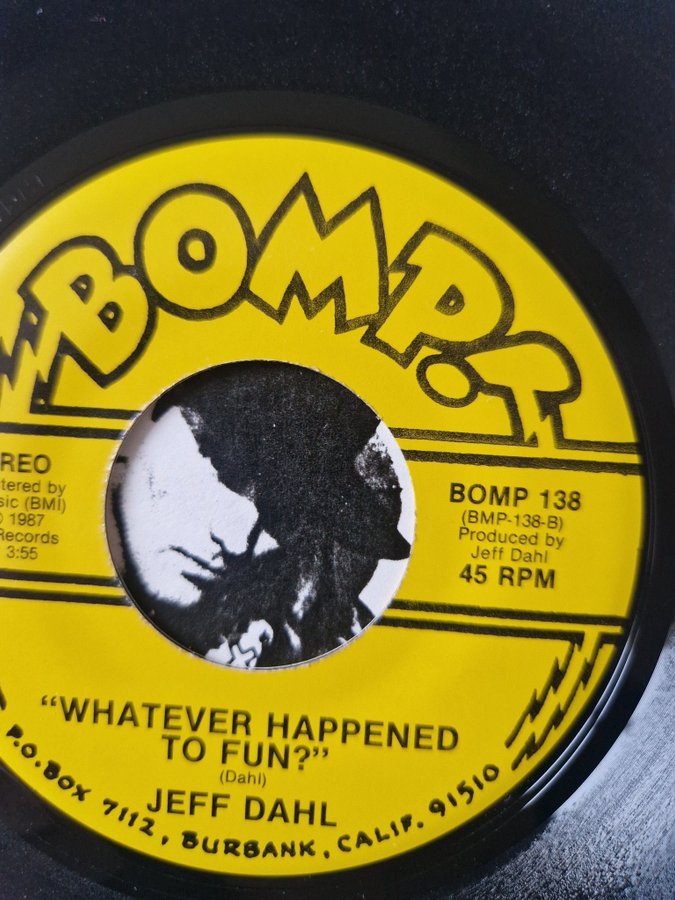 BOMP!
REO
tered by
sic (BMI)
© 1987
Records
3:55
BOMP 138
(BMP-138-B)
Produced by
Jeff Dahl
45 RPM
"WHATEVER HAPPENED
TO FUN?"
(Dahl)
JEFF DAHL
P.O. BOX 7112, BURBANK, CALIF. 91510